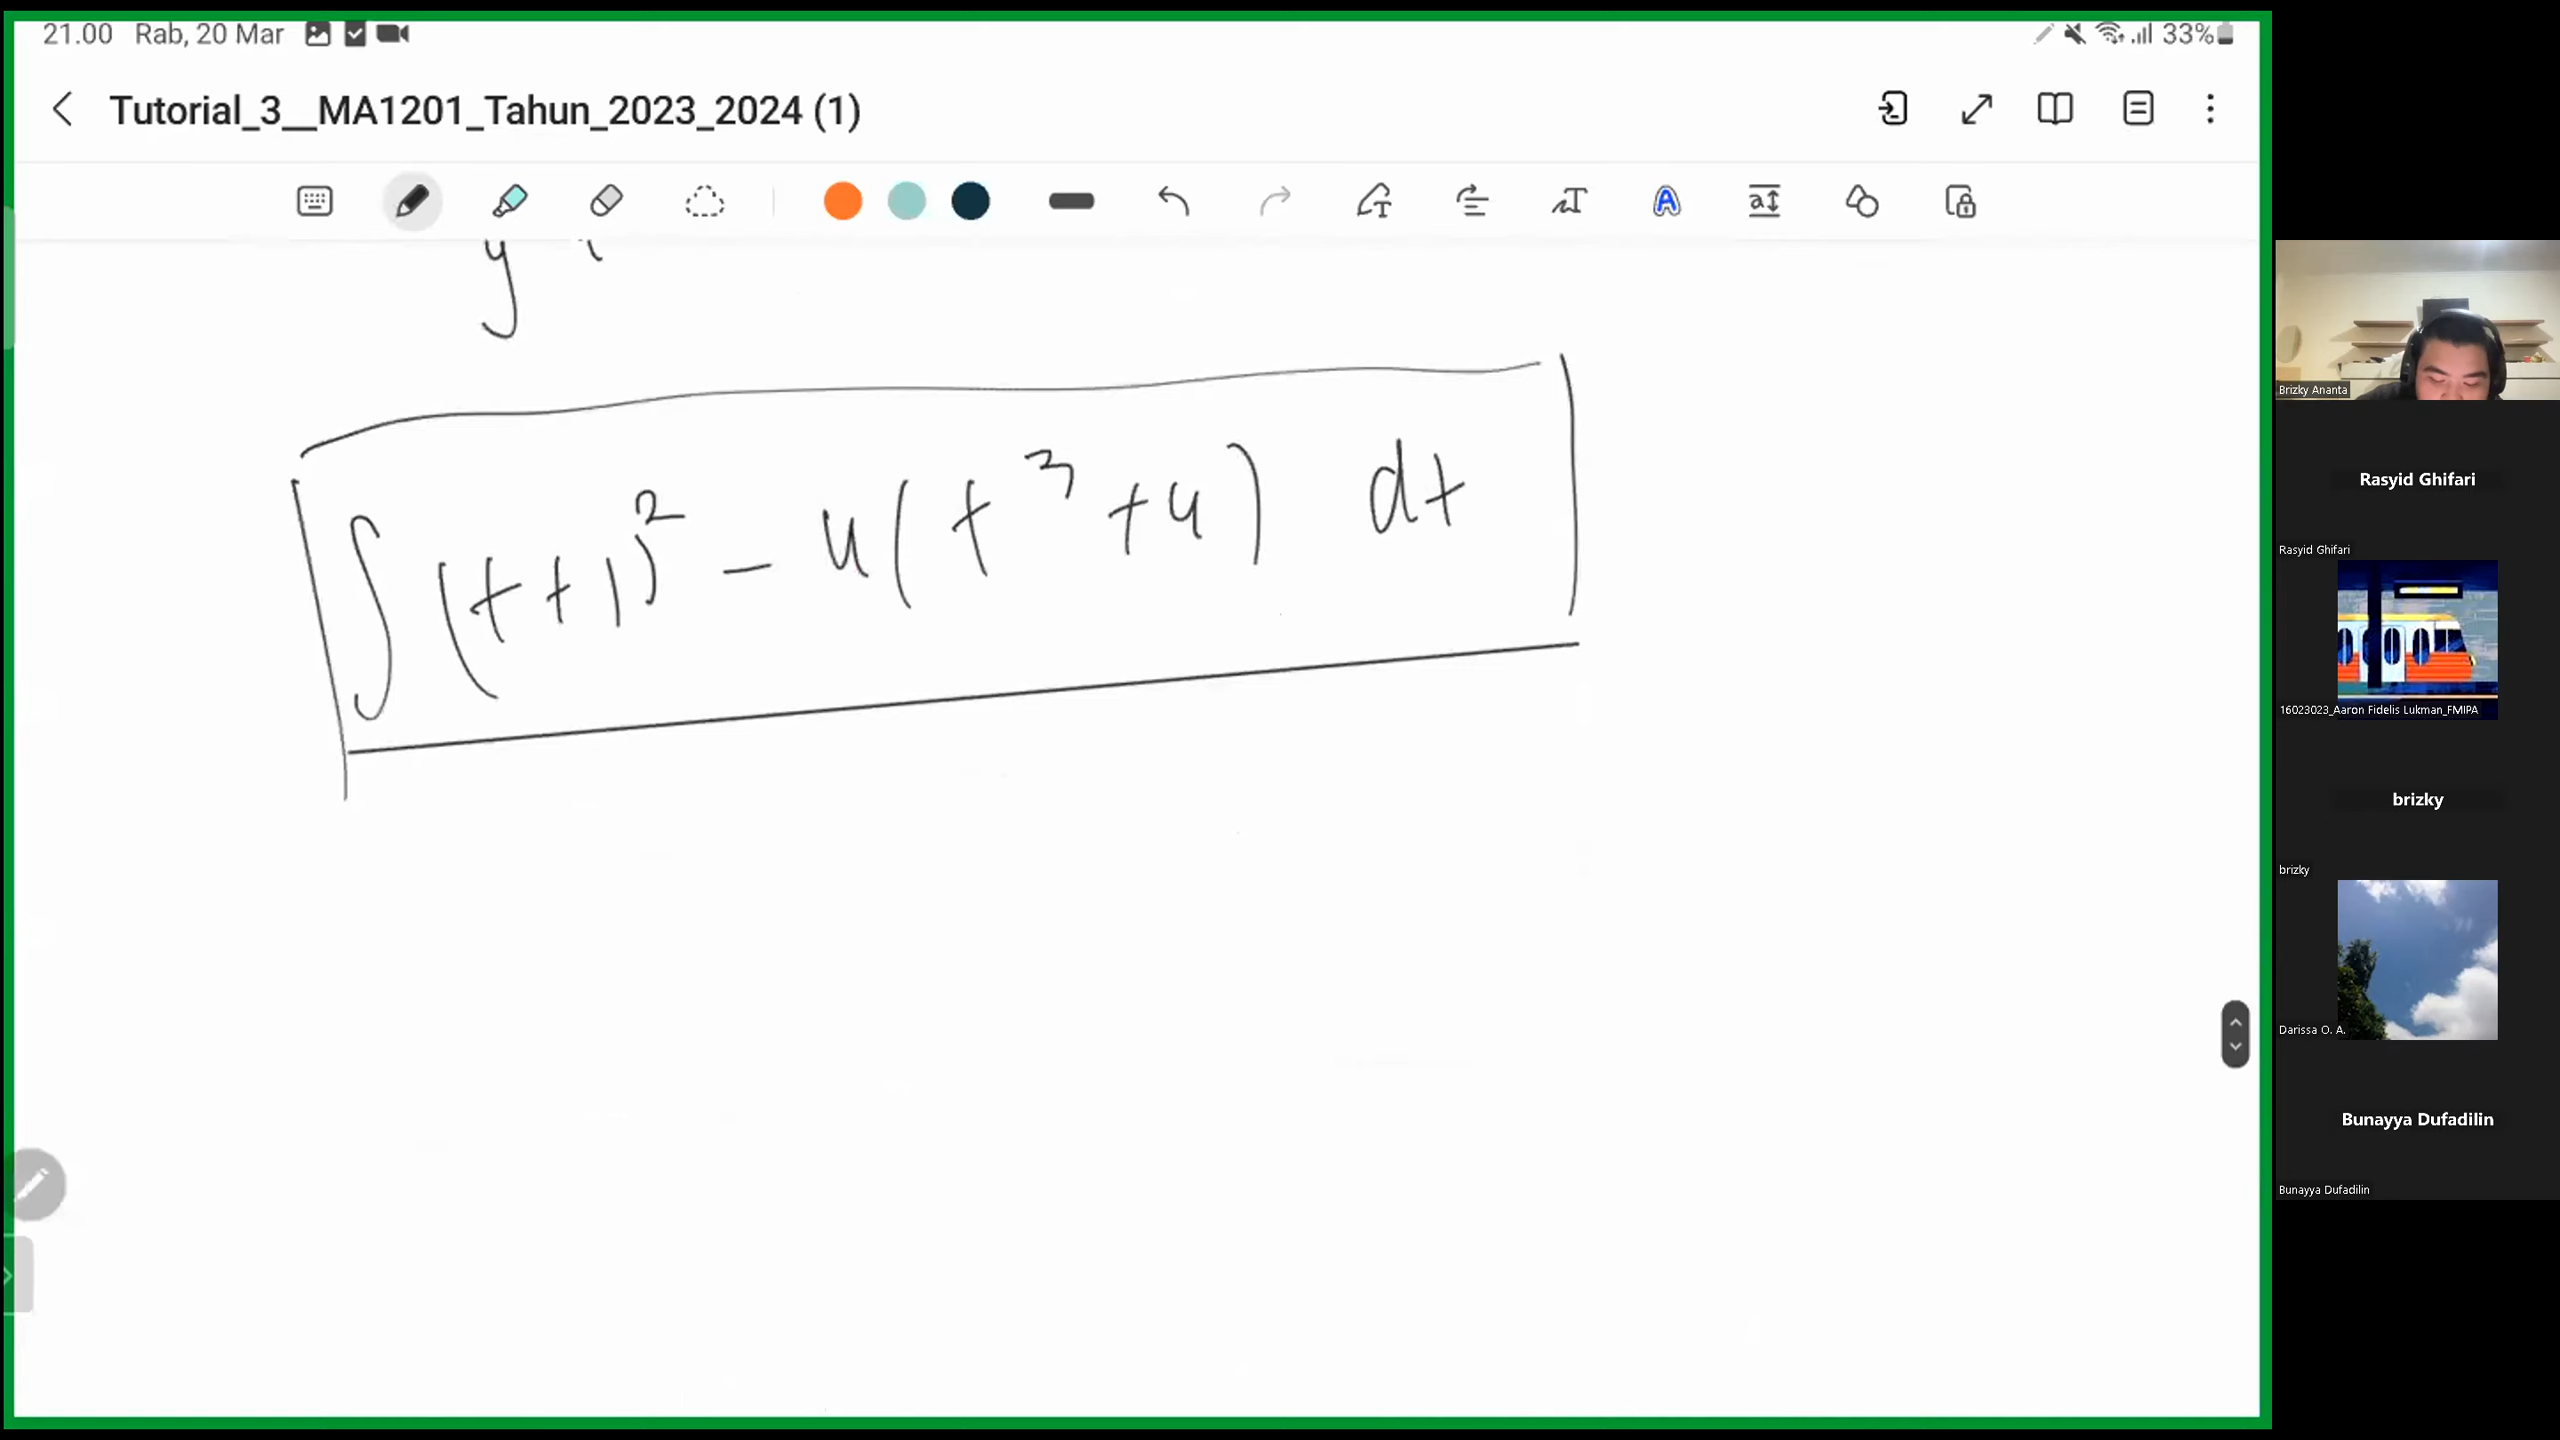 21.00 Rab, 20 Mar 33%
Tutorial_3__MA1201_Tahun_2023_2024 (1)
y
∫ (t+1)² - 4(t³+4) dt
Brizky Ananta
Rasyid Ghifari
Rasyid Ghifari
16023023_Aaron Fidelis Lukman_FMIPA
brizky
brizky
Darissa O. A.
Bunayya Dufadilin
Bunayya Dufadilin